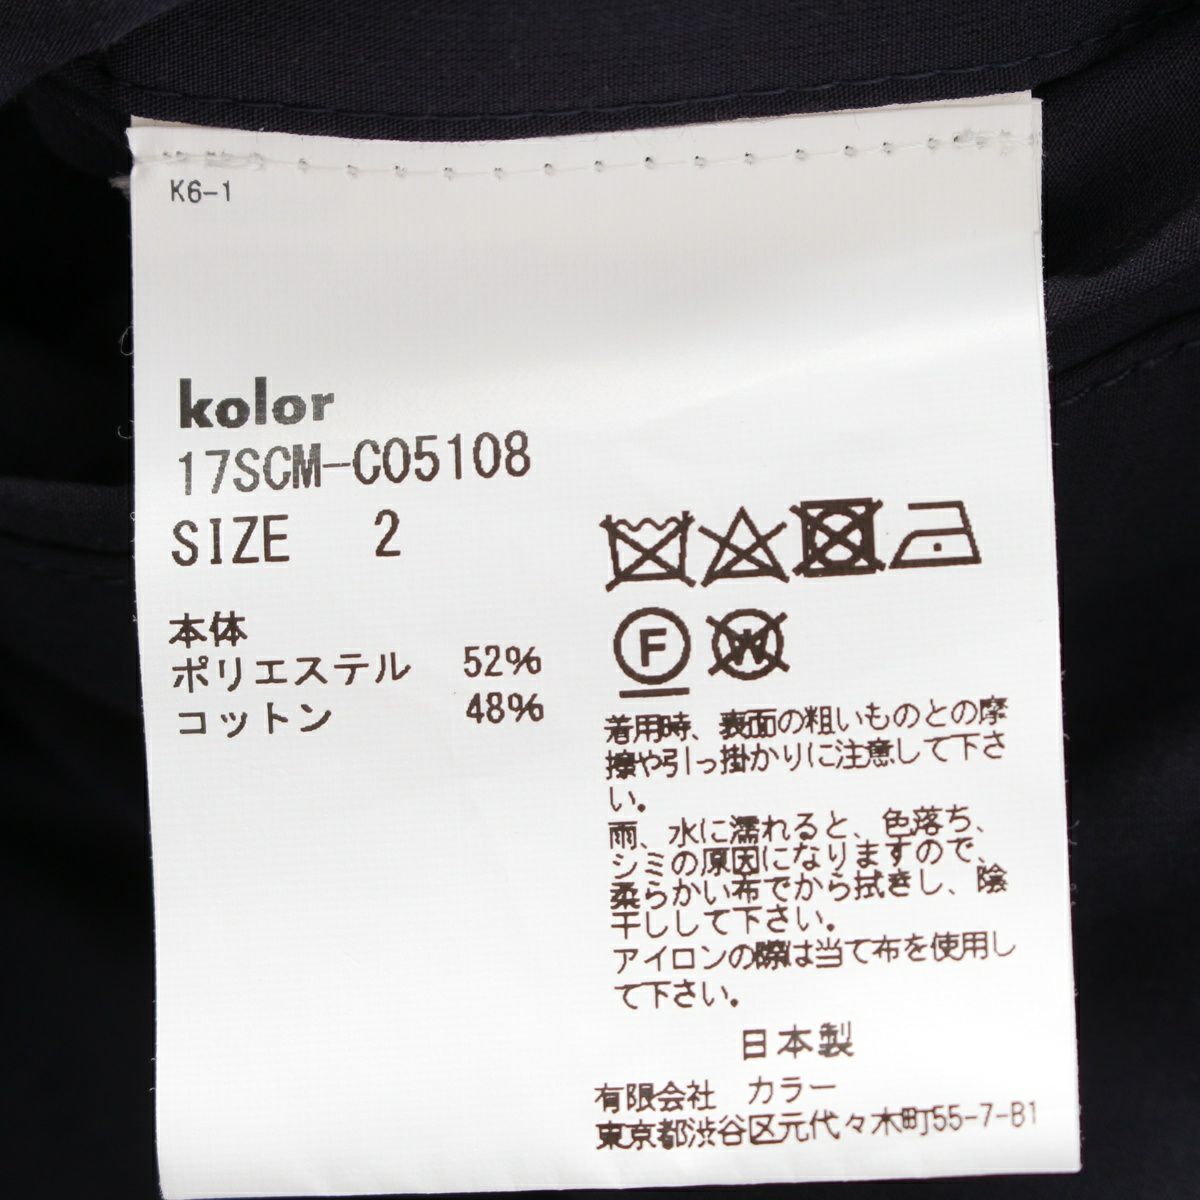 K6-1
kolor
17SCM-C05108
SIZE 2
本体
ポリエステル 52%
コットン 48%
F
W
着用時、表面の粗いものとの摩
擦や引っ掛かりに注意して下さ
い。
雨、水に濡れると、色落ち、
シミの原因になりますので、
柔らかい布でから拭きし、陰
干しして下さい。
アイロンの際は当て布を使用し
て下さい。
日本製
有限会社 カラー
東京都渋谷区元代々木町55-7-B1